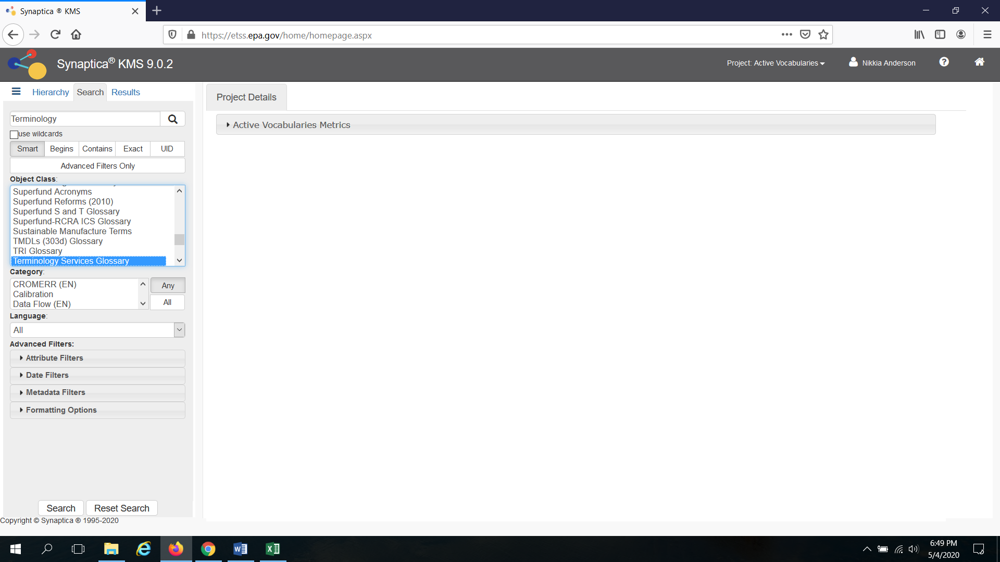 Synaptica ® KMS
https://etss.epa.gov/home/homepage.aspx
Synaptica® KMS 9.0.2
Project: Active Vocabularies
Nikkia Anderson
Hierarchy Search Results
Project Details
Terminology
Active Vocabularies Metrics
use wildcards
Smart Begins Contains Exact UID
Advanced Filters Only
Object Class:
Superfund Acronyms
Superfund Reforms (2010)
Superfund S and T Glossary
Superfund-RCRA ICS Glossary
Sustainable Manufacture Terms
TMDLs (303d) Glossary
TRI Glossary
Terminology Services Glossary
Category:
CROMERR (EN)
Calibration
Data Flow (EN)
Any
All
Language:
All
Advanced Filters:
Attribute Filters
Date Filters
Metadata Filters
Formatting Options
Search Reset Search
Copyright © Synaptica ® 1995-2020
6:49 PM
5/4/2020